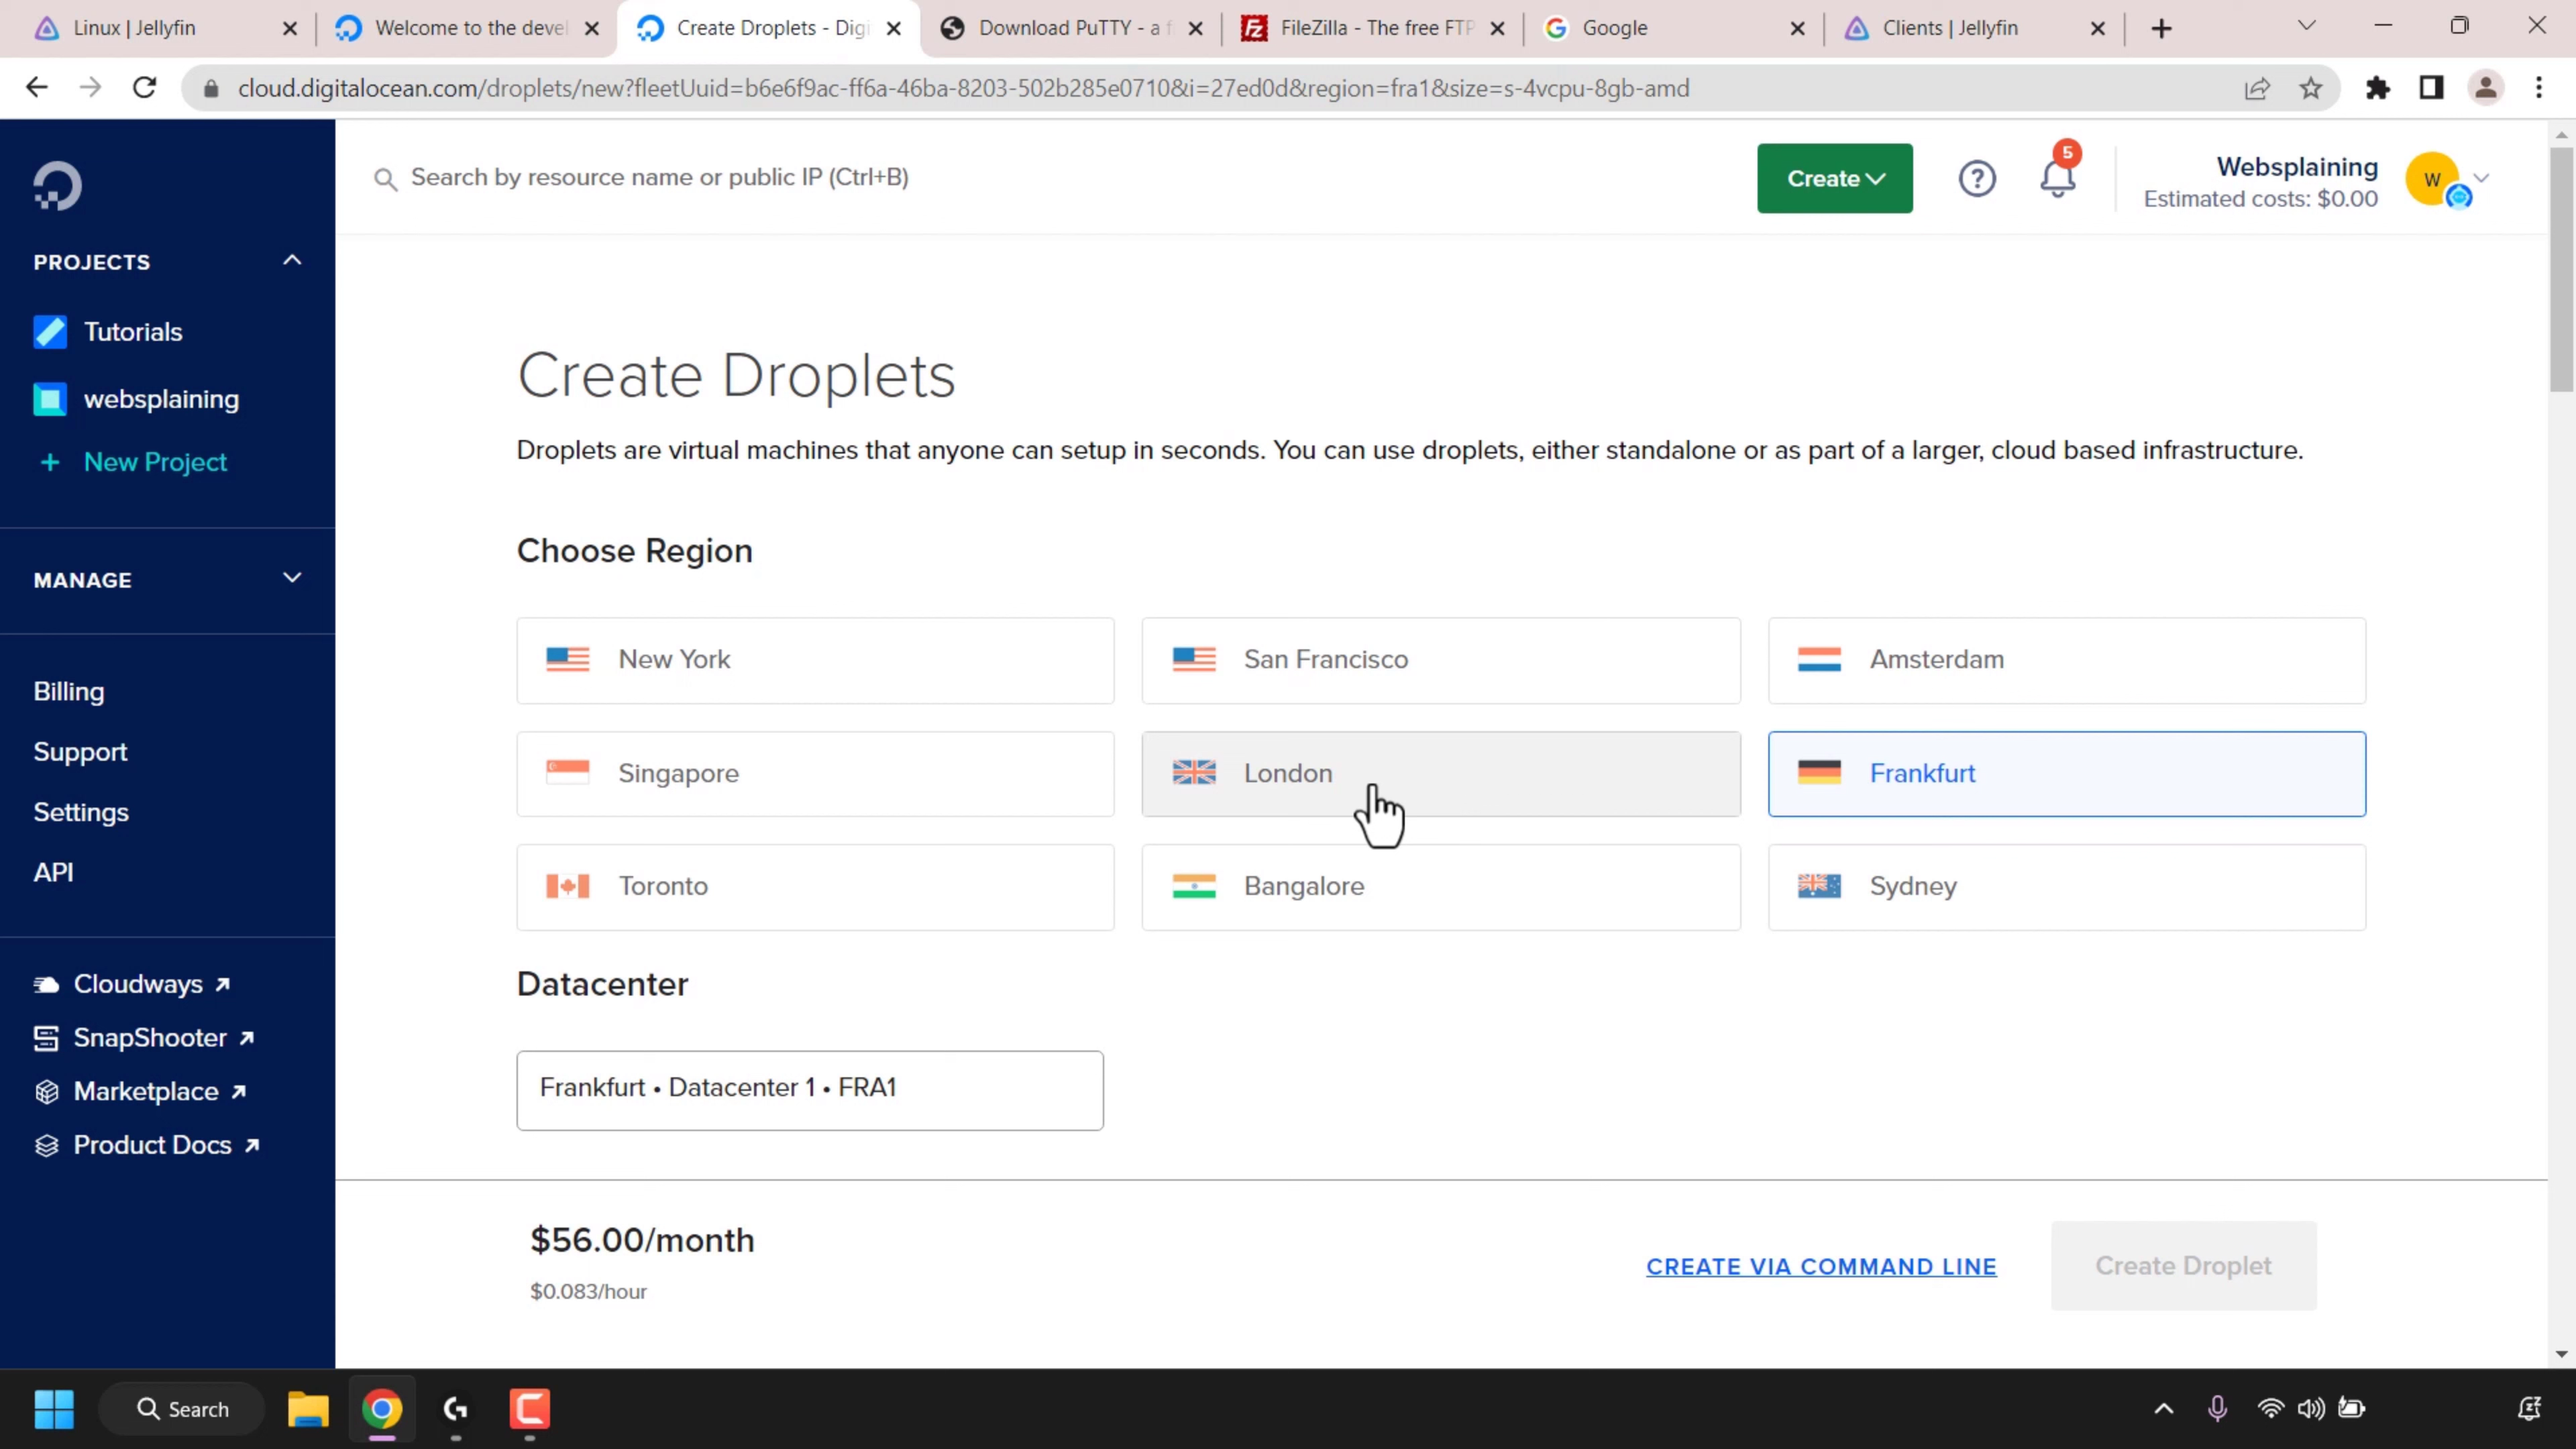 Linux | Jellyfin
Welcome to the devel
Create Droplets - Digi
Download PuTTY - a f
FileZilla - The free FTP
Google
Clients | Jellyfin
cloud.digitalocean.com/droplets/new?fleetUuid=b6e6f9ac-ff6a-46ba-8203-502b285e0710&i=27ed0d&region=fra1&size=s-4vcpu-8gb-amd
Search by resource name or public IP (Ctrl+B)
Create
5
Websplaining
Estimated costs: $0.00
W
PROJECTS
Tutorials
websplaining
+ New Project
MANAGE
Billing
Support
Settings
API
Cloudways
SnapShooter
Marketplace
Product Docs
Create Droplets
Droplets are virtual machines that anyone can setup in seconds. You can use droplets, either standalone or as part of a larger, cloud based infrastructure.
Choose Region
New York
San Francisco
Amsterdam
Singapore
London
Frankfurt
Toronto
Bangalore
Sydney
Datacenter
Frankfurt • Datacenter 1 • FRA1
$56.00/month
$0.083/hour
CREATE VIA COMMAND LINE
Create Droplet
Search